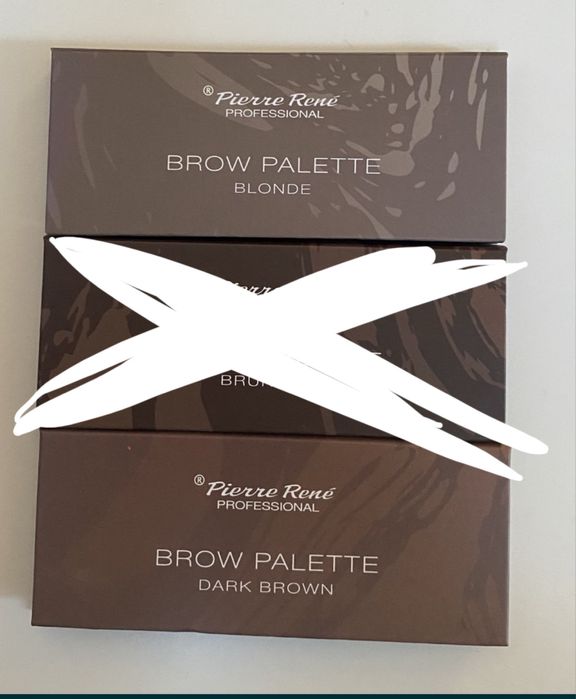 ® Pierre René
PROFESSIONAL
BROW PALETTE
BLONDE
® Pierre René
PROFESSIONAL
BROW PALETTE
DARK BROWN